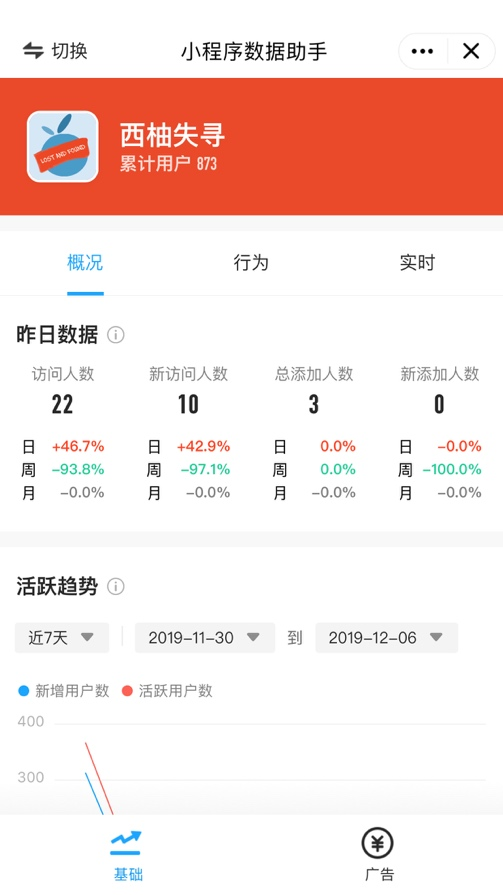 切换 小程序数据助手
LOST AND FOUND
西柚失寻
累计用户 873
概况 行为 实时
昨日数据
访问人数 新访问人数 总添加人数 新添加人数
22 10 3 0
日 +46.7% 日 +42.9% 日 0.0% 日 −0.0%
周 −93.8% 周 −97.1% 周 0.0% 周 −100.0%
月 −0.0% 月 −0.0% 月 −0.0% 月 −0.0%
活跃趋势
近7天 2019−11−30 到 2019−12−06
新增用户数 活跃用户数
400
300
基础 广告